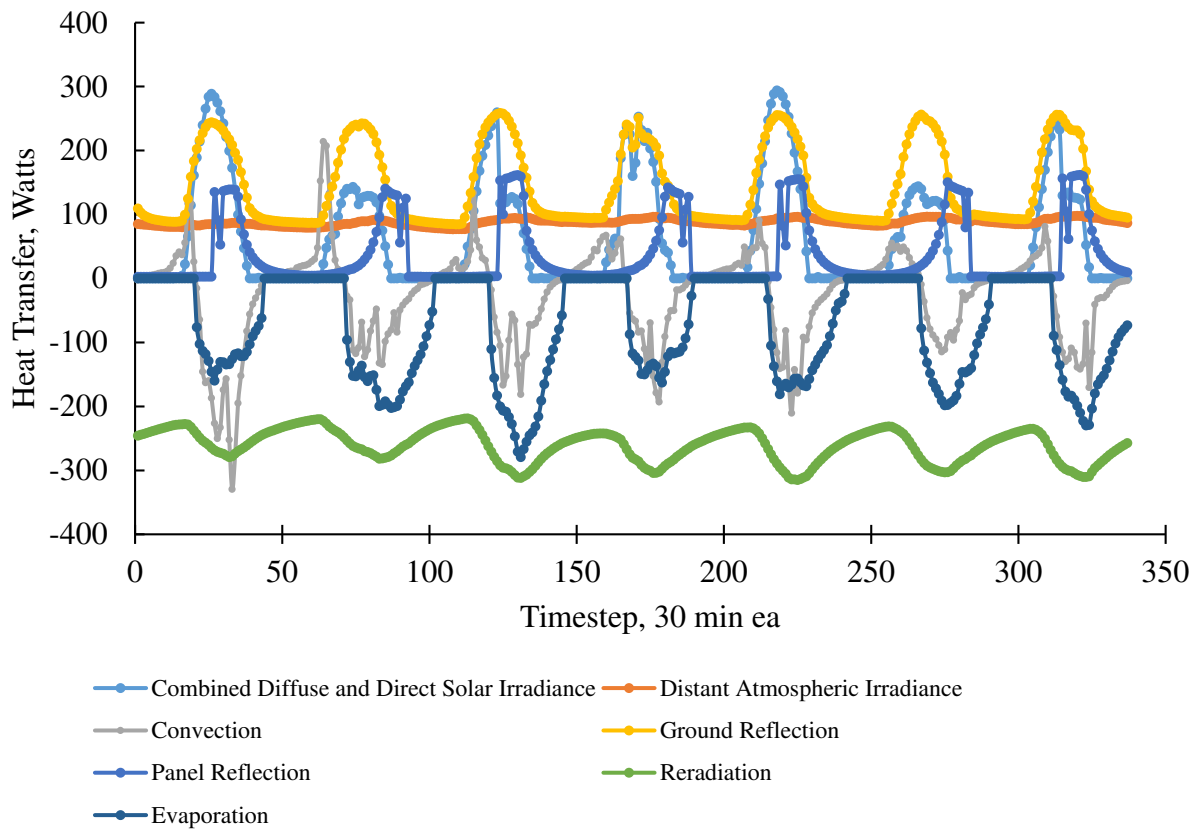 400
300
200
100
0
-100
-200
-300
-400
Heat Transfer, Watts
0 50 100 150 200 250 300 350
Timestep, 30 min ea
Combined Diffuse and Direct Solar Irradiance Distant Atmospheric Irradiance
Convection Ground Reflection
Panel Reflection Reradiation
Evaporation